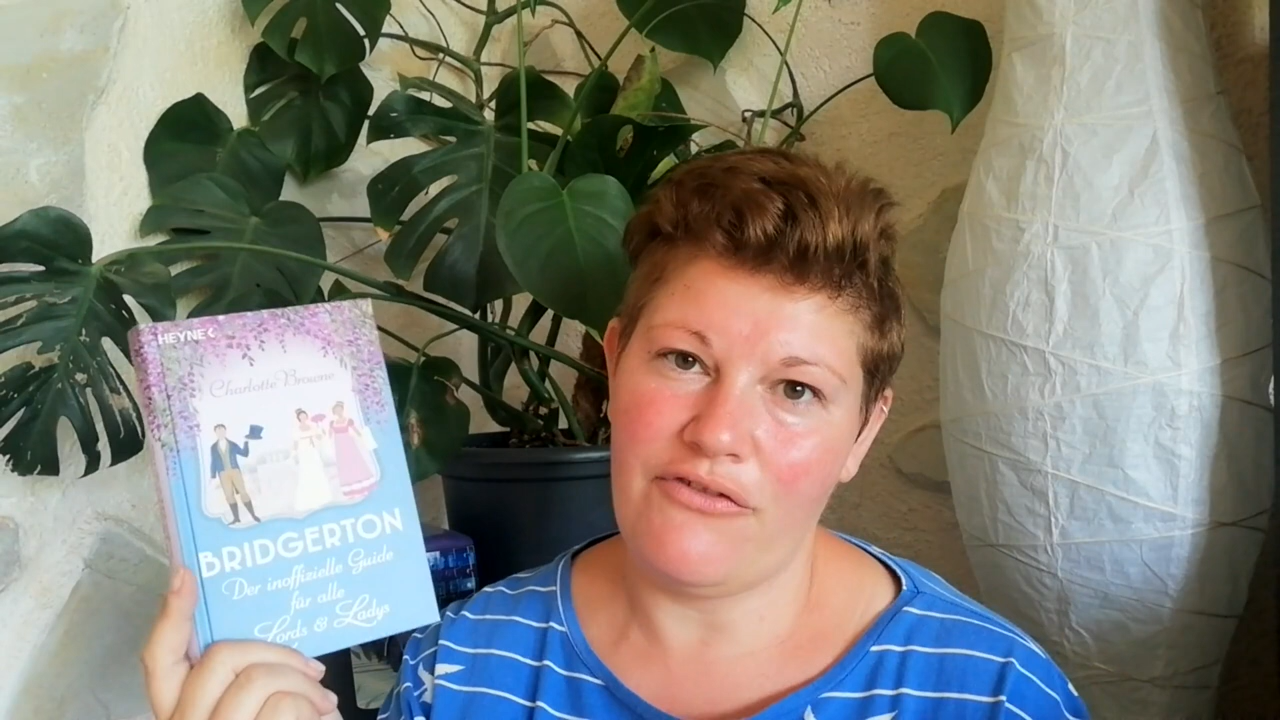 HEYNE
Charlotte Browne
BRIDGERTON
Der inoffizielle Guide
für alle
Lords & Ladys